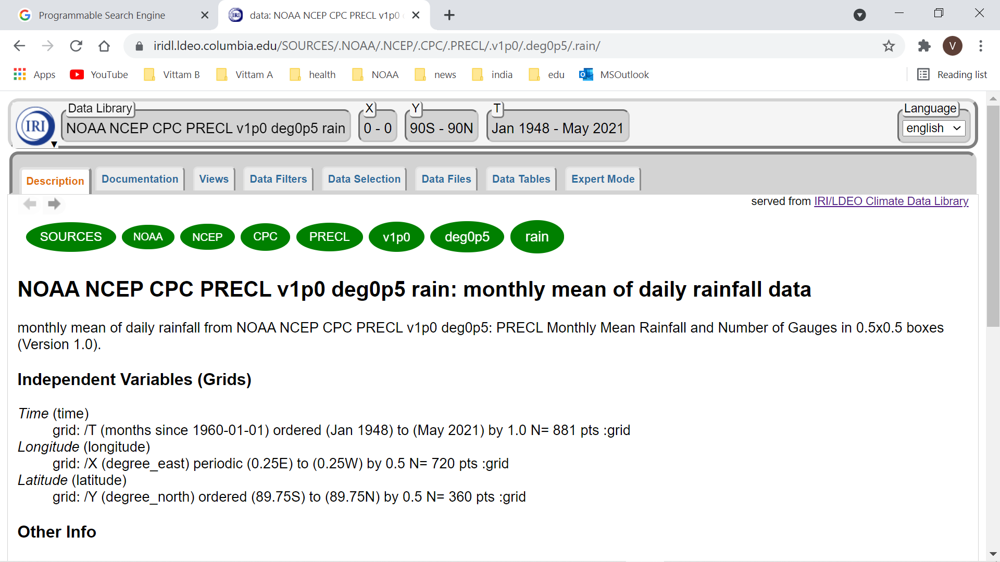 Programmable Search Engine
data: NOAA NCEP CPC PRECL v1p0
iridl.ldeo.columbia.edu/SOURCES/.NOAA/.NCEP/.CPC/.PRECL/.v1p0/.deg0p5/.rain/
V
Apps YouTube Vittam B Vittam A health NOAA news india edu MSOutlook Reading list
Data Library X Y T Language
IRI NOAA NCEP CPC PRECL v1p0 deg0p5 rain 0 - 0 90S - 90N Jan 1948 - May 2021 english
Description Documentation Views Data Filters Data Selection Data Files Data Tables Expert Mode
served from IRI/LDEO Climate Data Library
SOURCES NOAA NCEP CPC PRECL v1p0 deg0p5 rain
NOAA NCEP CPC PRECL v1p0 deg0p5 rain: monthly mean of daily rainfall data
monthly mean of daily rainfall from NOAA NCEP CPC PRECL v1p0 deg0p5: PRECL Monthly Mean Rainfall and Number of Gauges in 0.5x0.5 boxes
(Version 1.0).
Independent Variables (Grids)
Time (time)
grid: /T (months since 1960-01-01) ordered (Jan 1948) to (May 2021) by 1.0 N= 881 pts :grid
Longitude (longitude)
grid: /X (degree_east) periodic (0.25E) to (0.25W) by 0.5 N= 720 pts :grid
Latitude (latitude)
grid: /Y (degree_north) ordered (89.75S) to (89.75N) by 0.5 N= 360 pts :grid
Other Info